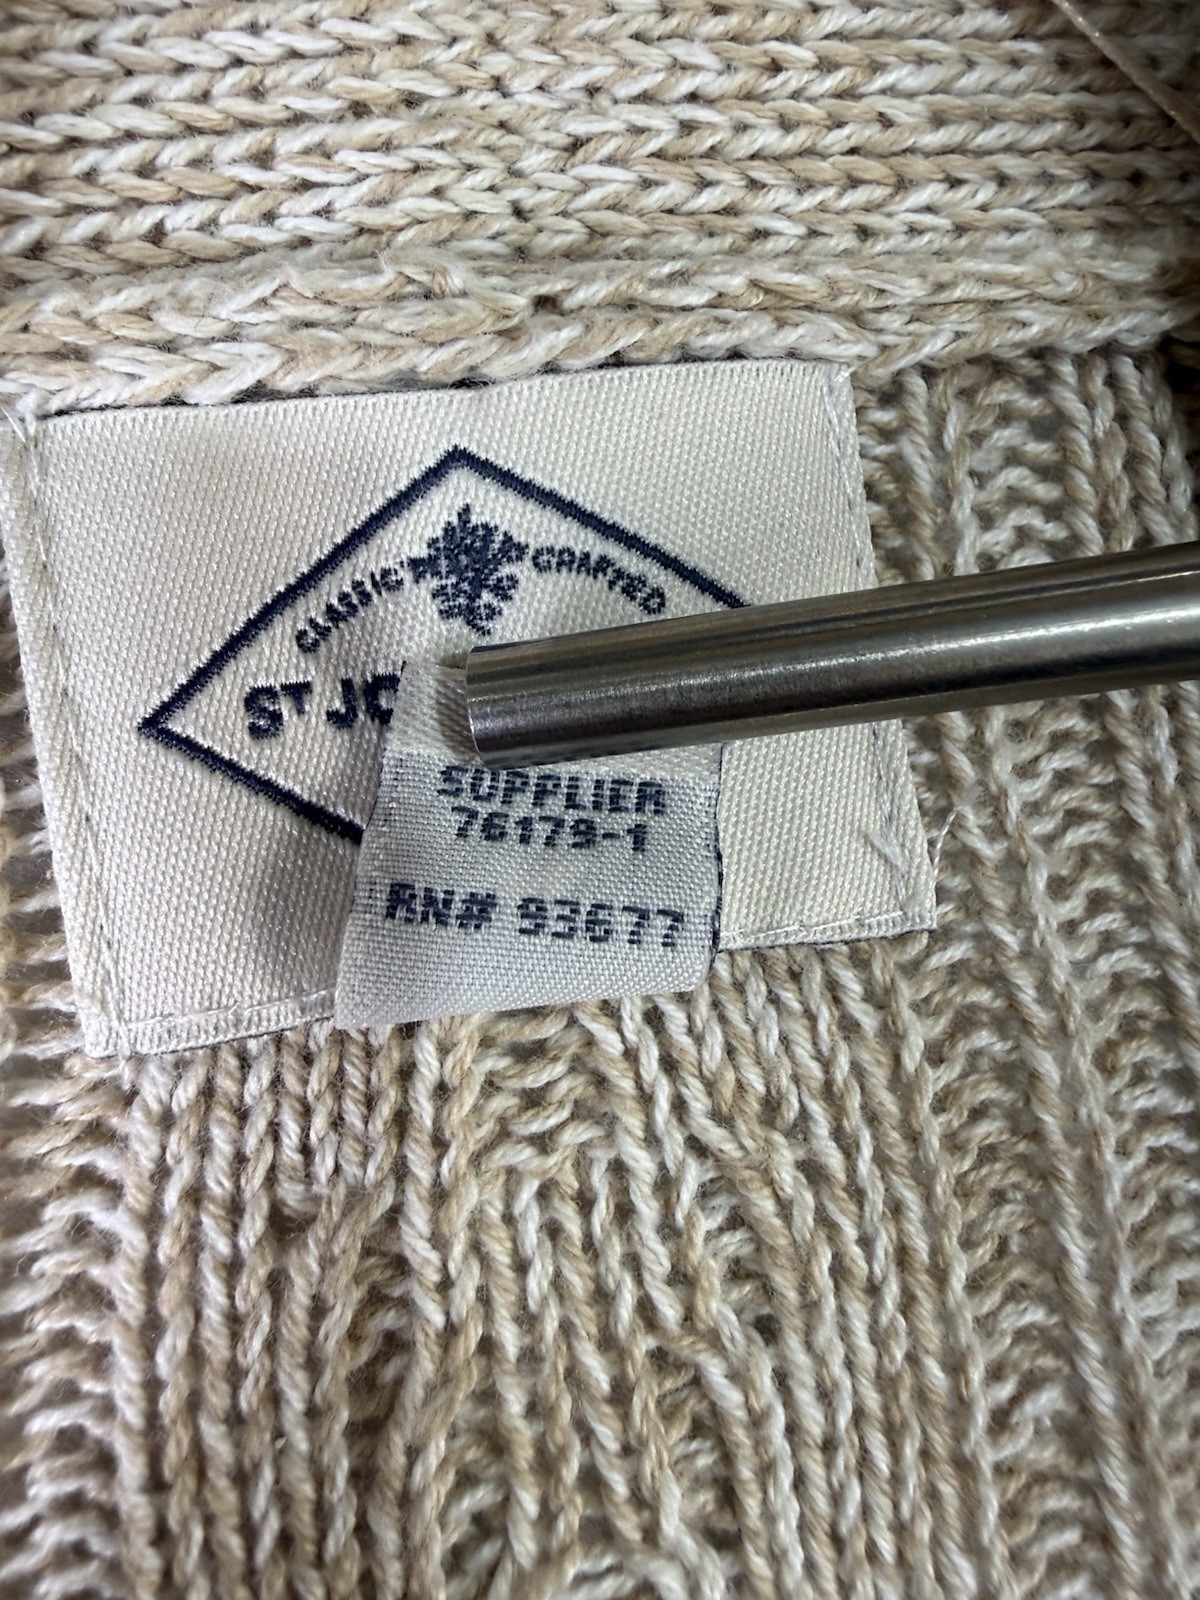 CLASSIC CRAFTED
ST JO
SUPPLIER
76179-1
RN# 93677